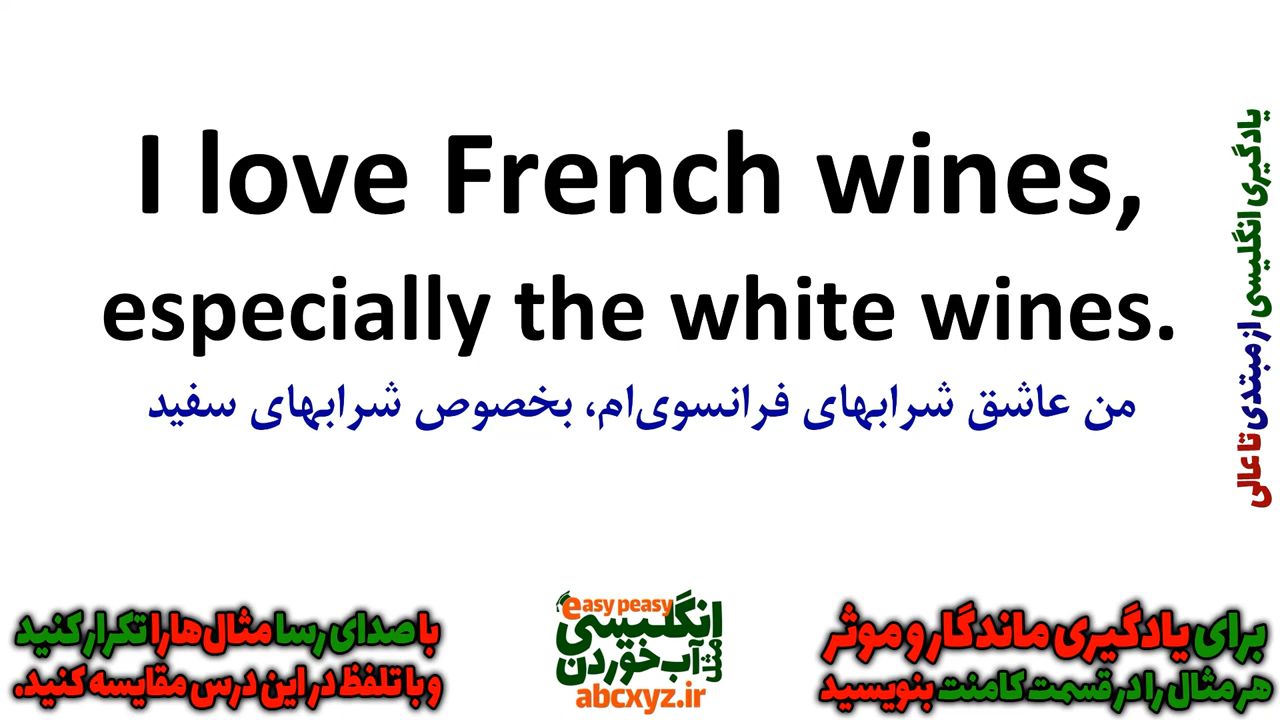 I love French wines,
especially the white wines.
من عاشق شرابهای فرانسوی‌ام، بخصوص شرابهای سفید
یادگیری انگلیسی از مبتدی تا عالی
برای یادگیری ماندگار و موثر
هر مثال را در قسمت کامنت بنویسید
easy peasy
انگلیسی
مثل آب خوردن
abcxyz.ir
با صدای رسا مثال‌ها را تکرار کنید
و با تلفظ در این درس مقایسه کنید.